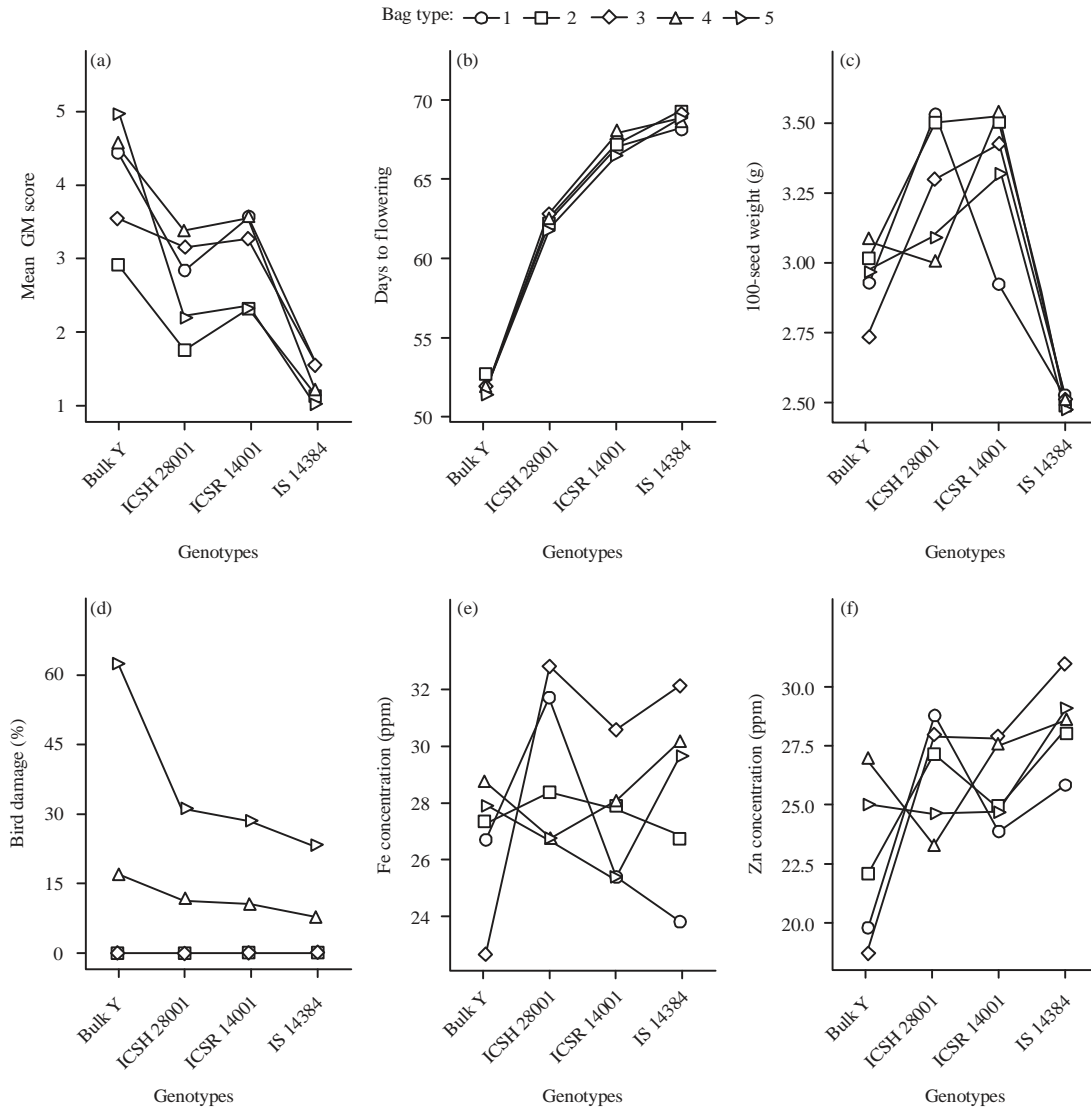 Bag type: 1 2 3 4 5
(a)
Mean GM score
5
4
3
2
1
Bulk Y
ICSH 28001
ICSR 14001
IS 14384
Genotypes
(b)
Days to flowering
70
65
60
55
50
Bulk Y
ICSH 28001
ICSR 14001
IS 14384
Genotypes
(c)
100-seed weight (g)
3.50
3.25
3.00
2.75
2.50
Bulk Y
ICSH 28001
ICSR 14001
IS 14384
Genotypes
(d)
Bird damage (%)
60
45
30
15
0
Bulk Y
ICSH 28001
ICSR 14001
IS 14384
Genotypes
(e)
Fe concentration (ppm)
32
30
28
26
24
Bulk Y
ICSH 28001
ICSR 14001
IS 14384
Genotypes
(f)
Zn concentration (ppm)
30.0
27.5
25.0
22.5
20.0
Bulk Y
ICSH 28001
ICSR 14001
IS 14384
Genotypes